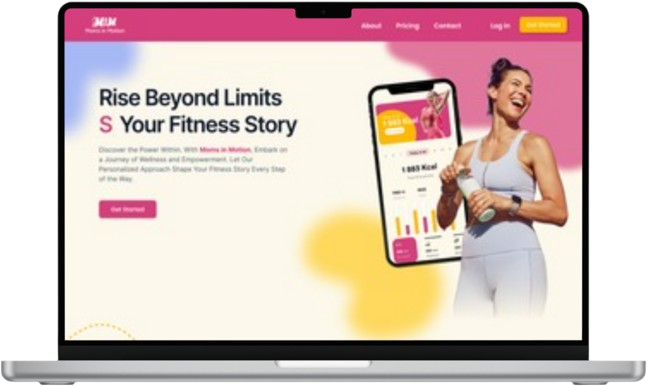 MIM
Moms in Motion
About Pricing Contact Log in Get Started
Rise Beyond Limits
S Your Fitness Story
Discover the Power Within. With Moms in Motion. Embark on
a Journey of Wellness and Empowerment. Let Our
Personalized Approach Shape Your Fitness Story Every Step
of the Way.
Get Started
1 883 Kcal
1 883 Kcal